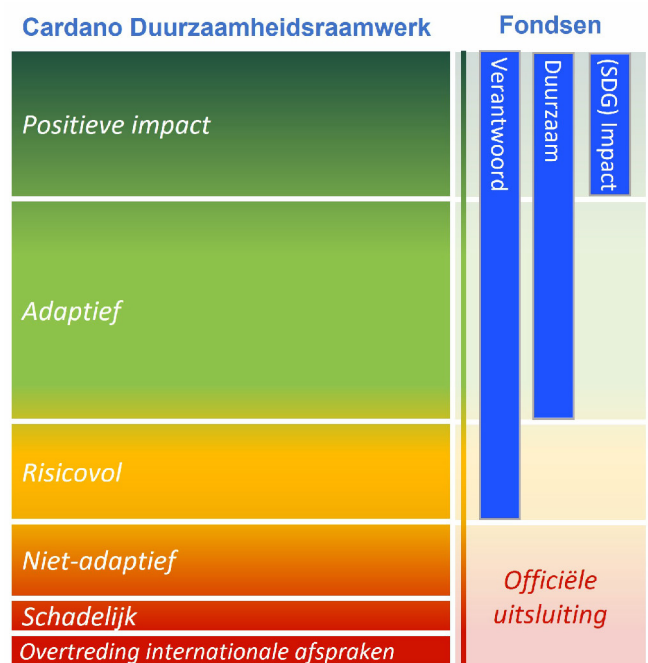 Cardano Duurzaamheidsraamwerk
Fondsen
Positieve impact
Adaptief
Risicovol
Niet-adaptief
Schadelijk
Overtreding internationale afspraken
Verantwoord
Duurzaam
(SDG) Impact
Officiële
uitsluiting